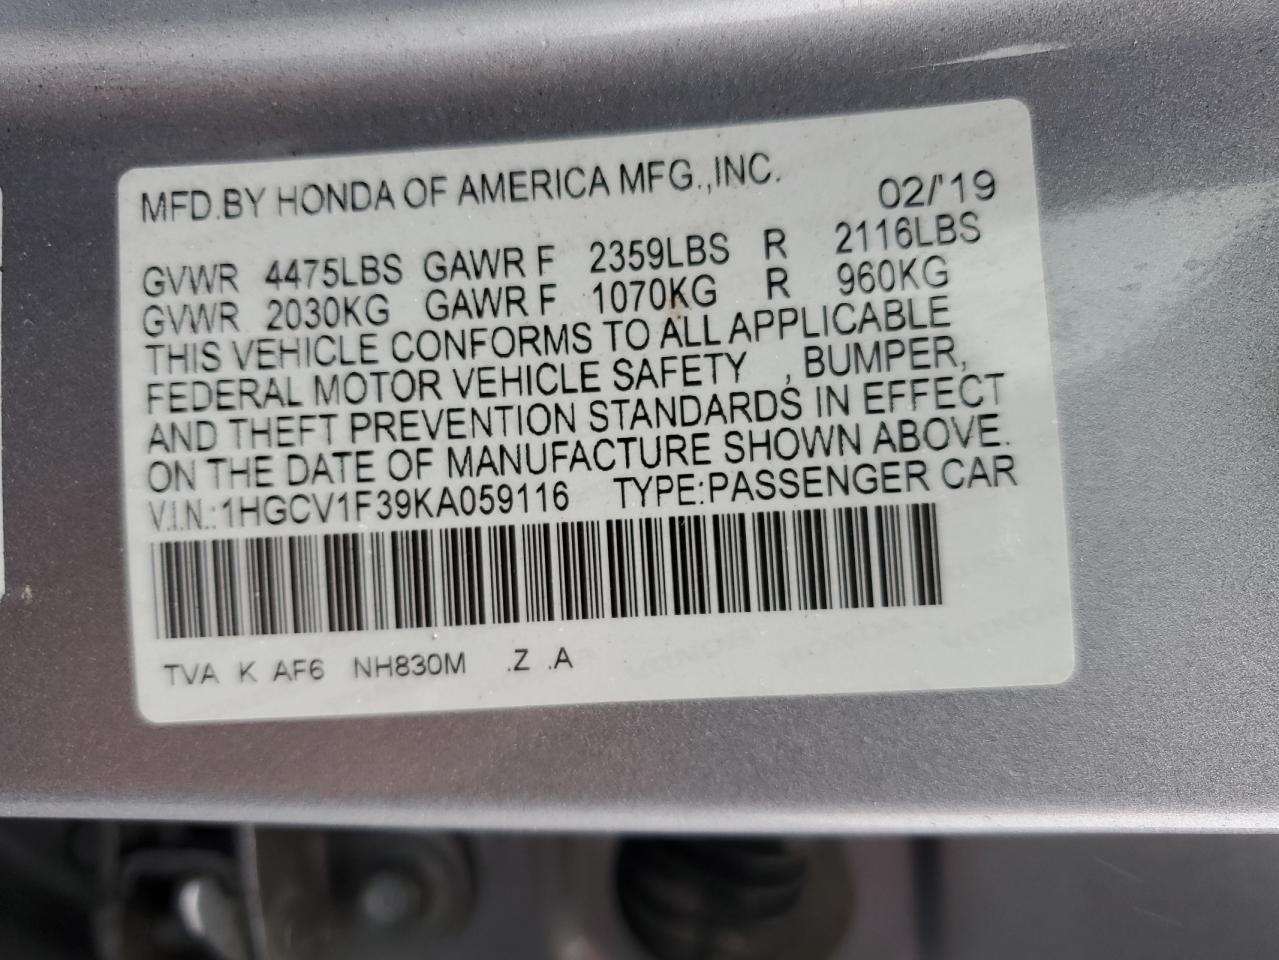 MFD.BY HONDA OF AMERICA MFG.,INC. 02/'19
GVWR 4475LBS GAWR F 2359LBS R 2116LBS
GVWR 2030KG GAWR F 1070KG R 960KG
THIS VEHICLE CONFORMS TO ALL APPLICABLE
FEDERAL MOTOR VEHICLE SAFETY , BUMPER,
AND THEFT PREVENTION STANDARDS IN EFFECT
ON THE DATE OF MANUFACTURE SHOWN ABOVE.
V.I.N.:1HGCV1F39KA059116 TYPE:PASSENGER CAR
TVA K AF6 NH830M .Z .A